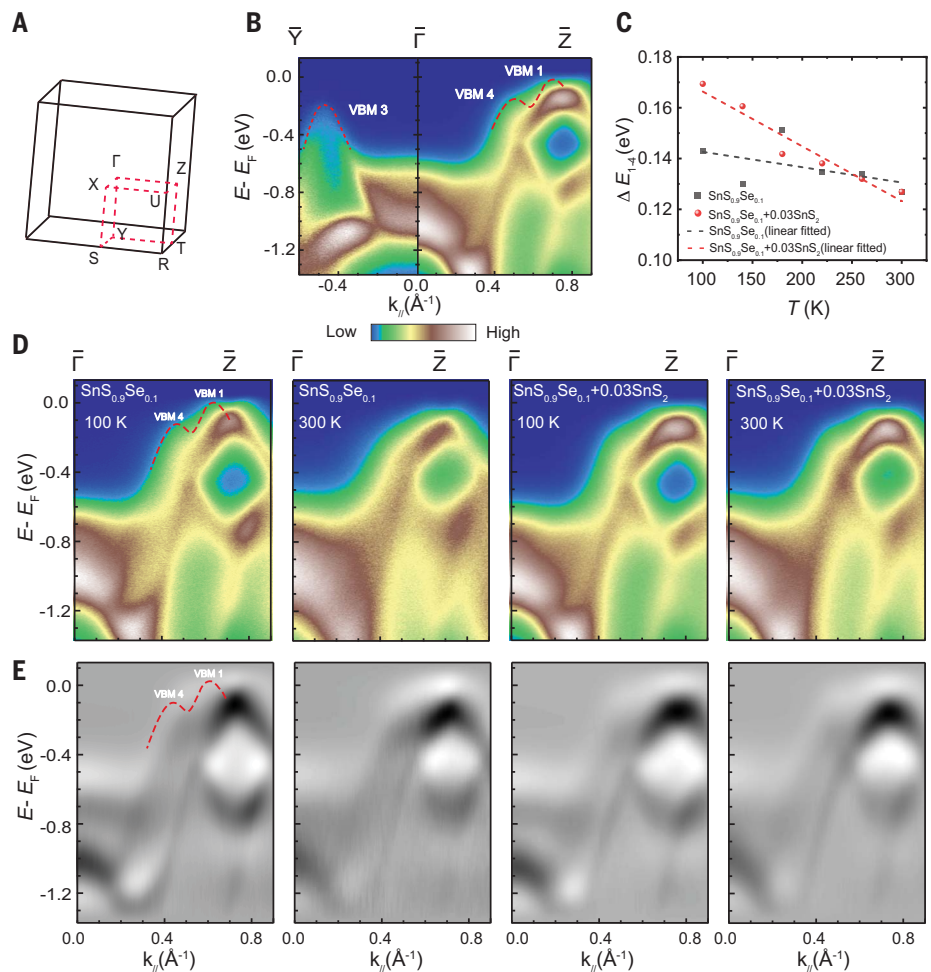 A
Γ
Z
X
U
Y
T
S
R
B
Ȳ
Γ̄
Z̄
VBM 1
VBM 4
VBM 3
E- E_F (eV)
0.0
-0.4
-0.8
-1.2
-0.4
0.0
0.4
0.8
k_//(Å⁻¹)
Low
High
C
Δ E₁₋₄ (eV)
0.18
0.16
0.14
0.12
0.10
SnS₀.₉Se₀.₁
SnS₀.₉Se₀.₁+0.03SnS₂
SnS₀.₉Se₀.₁(linear fitted)
SnS₀.₉Se₀.₁+0.03SnS₂(linear fitted)
100
150
200
250
300
T (K)
D
Γ̄ Z̄ Γ̄ Z̄ Γ̄ Z̄ Γ̄ Z̄
E- E_F (eV)
0.0
-0.4
-0.8
-1.2
SnS₀.₉Se₀.₁
VBM 1
VBM 4
100 K
SnS₀.₉Se₀.₁
300 K
SnS₀.₉Se₀.₁+0.03SnS₂
100 K
SnS₀.₉Se₀.₁+0.03SnS₂
300 K
E
E- E_F (eV)
0.0
-0.4
-0.8
-1.2
VBM 1
VBM 4
0.0 0.4 0.8
k_//(Å⁻¹)
0.0 0.4 0.8
k_//(Å⁻¹)
0.0 0.4 0.8
k_//(Å⁻¹)
0.0 0.4 0.8
k_//(Å⁻¹)